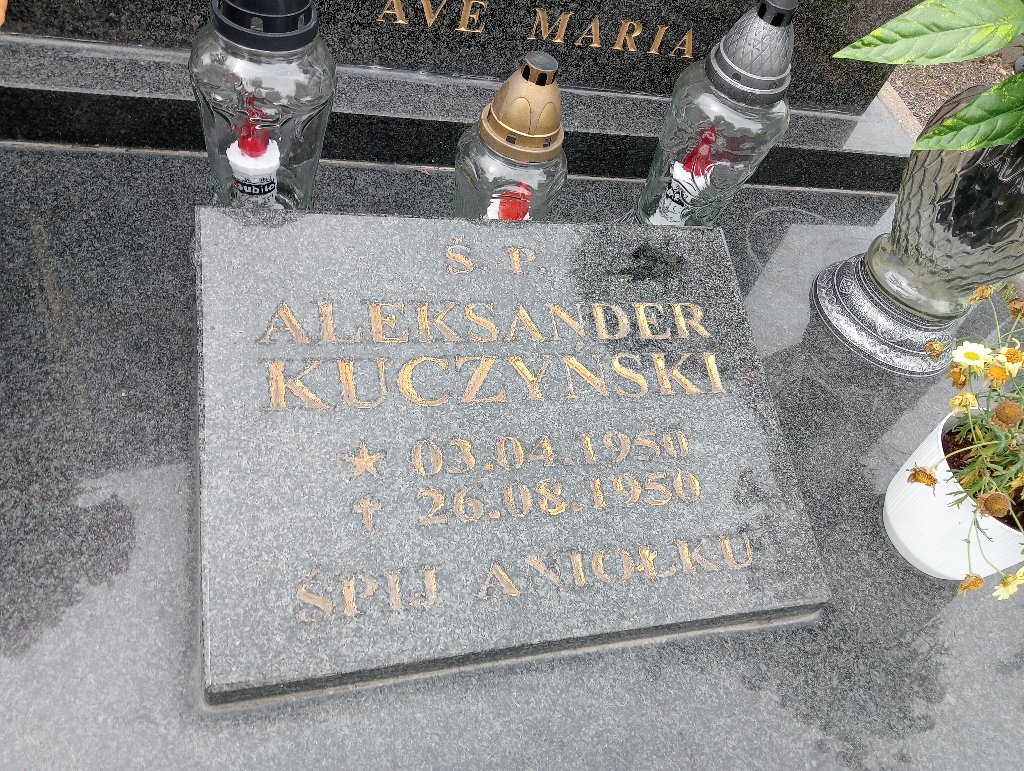 AVE MARIA
Ś. P.
ALEKSANDER
KUCZYŃSKI
03.04.1950
26.08.1950
ŚPIJ ANIOŁKU